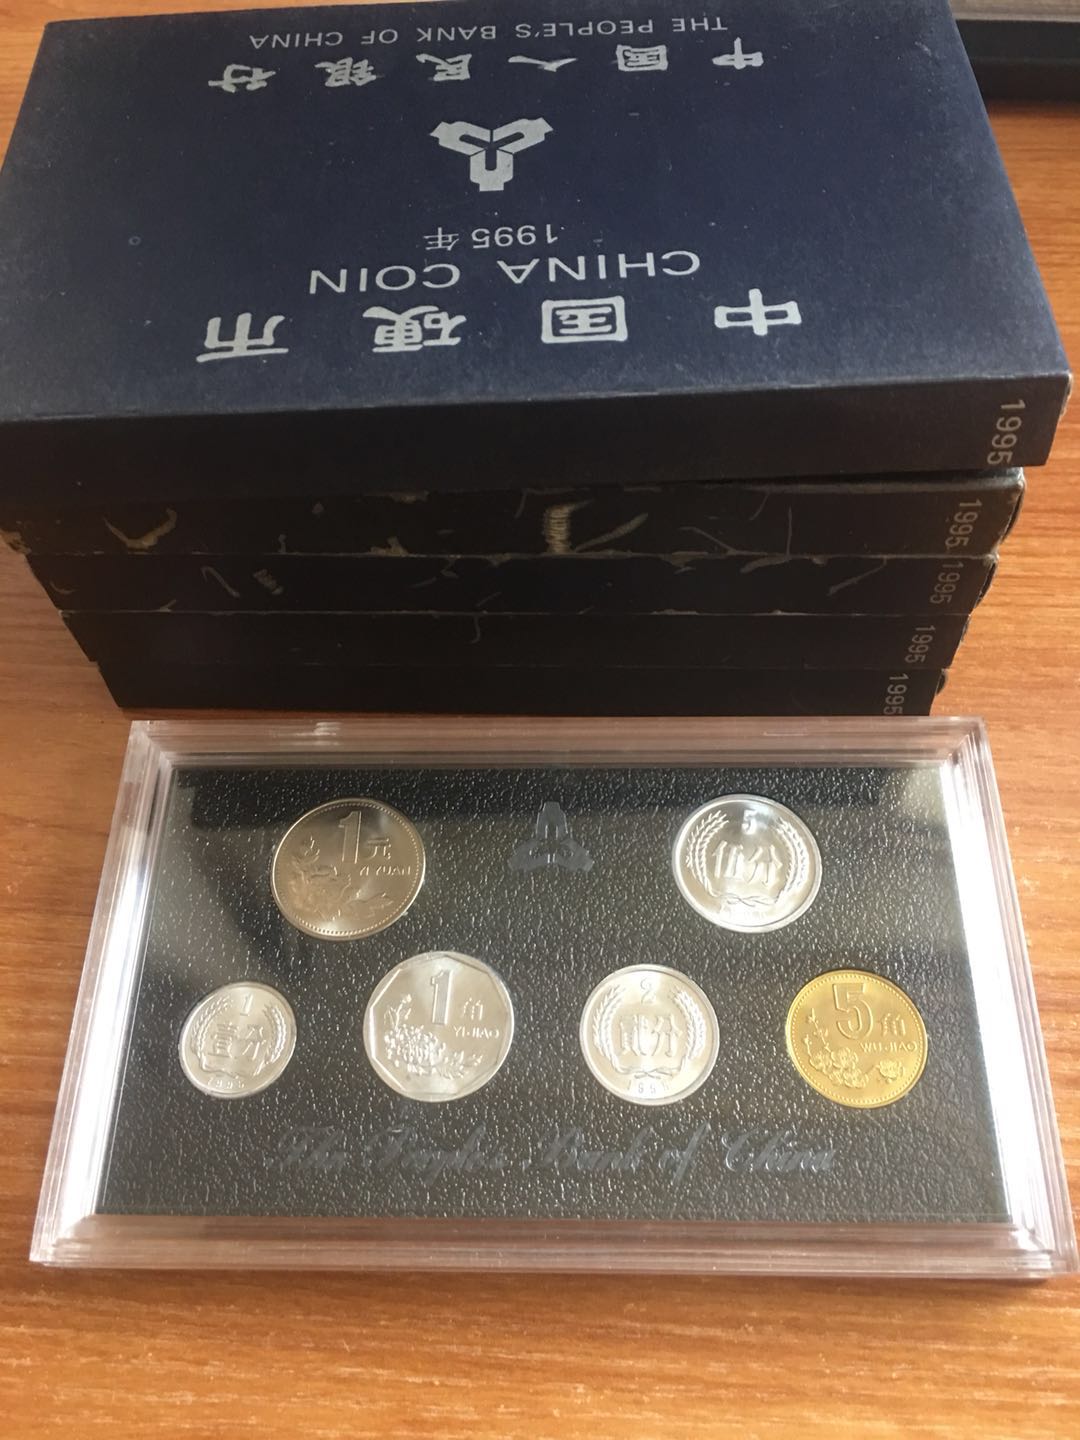 中国硬币
CHINA COIN
1995年
中国人民银行
THE PEOPLE'S BANK OF CHINA
1995
1995
1995
1995
1995
1元
YI YUAN
5
伍分
1
壹分
1995
1角
YI JIAO
2
贰分
1995
5角
WU JIAO
The People's Bank of China